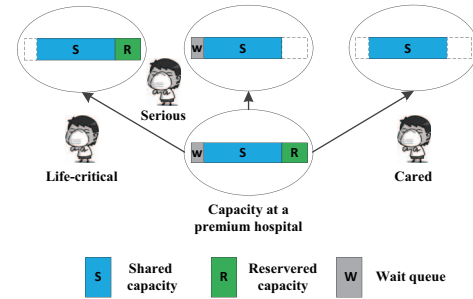 S R
W S
S
Serious
Life-critical
W S R
Cared
Capacity at a
premium hospital
S Shared
capacity
R Reservered
capacity
W Wait queue